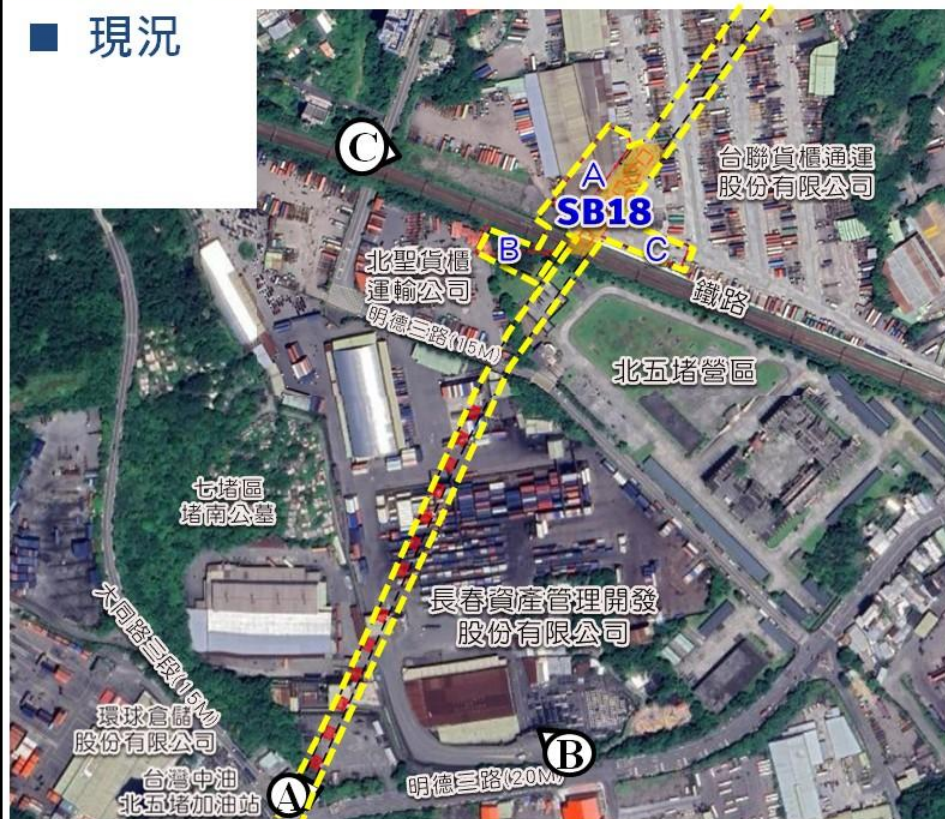 ■ 現況
C
台聯貨櫃通運
股份有限公司
A
SB18
B
C
北聖貨櫃
運輸公司
鐵路
明德三路(15M)
北五堵營區
七堵區
堵南公墓
長春資產管理開發
股份有限公司
大同路三段(15M)
環球倉儲
股份有限公司
B
台灣中油
北五堵加油站
A
明德三路(20M)